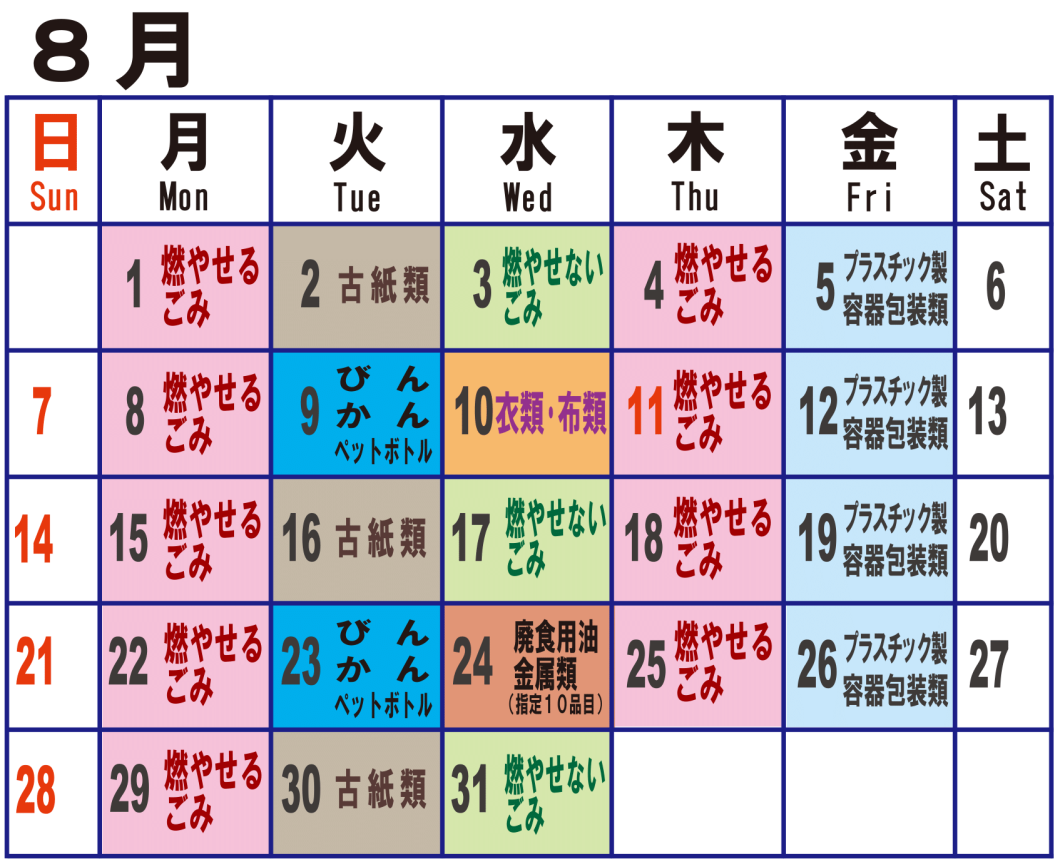 8月
日 月 火 水 木 金 土
Sun Mon Tue Wed Thu Fri Sat
1 燃やせる
ごみ
2 古紙類
3 燃やせない
ごみ
4 燃やせる
ごみ
5 プラスチック製
容器包装類
6
7
8 燃やせる
ごみ
9 びん
かん
ペットボトル
10 衣類・布類
11 燃やせる
ごみ
12 プラスチック製
容器包装類
13
14
15 燃やせる
ごみ
16 古紙類
17 燃やせない
ごみ
18 燃やせる
ごみ
19 プラスチック製
容器包装類
20
21
22 燃やせる
ごみ
23 びん
かん
ペットボトル
24 廃食用油
金属類
(指定10品目)
25 燃やせる
ごみ
26 プラスチック製
容器包装類
27
28
29 燃やせる
ごみ
30 古紙類
31 燃やせない
ごみ